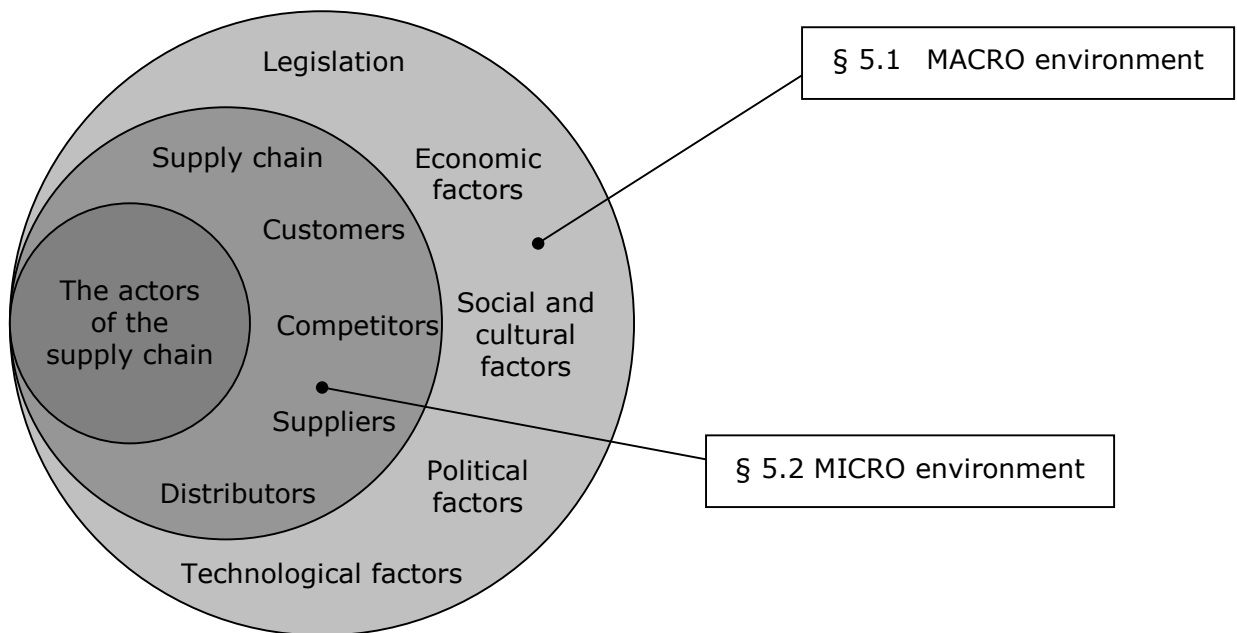 Legislation
§ 5.1 MACRO environment
Supply chain
Economic
factors
Customers
The actors
of the
supply chain
Competitors
Social and
cultural
factors
Suppliers
§ 5.2 MICRO environment
Distributors
Political
factors
Technological factors